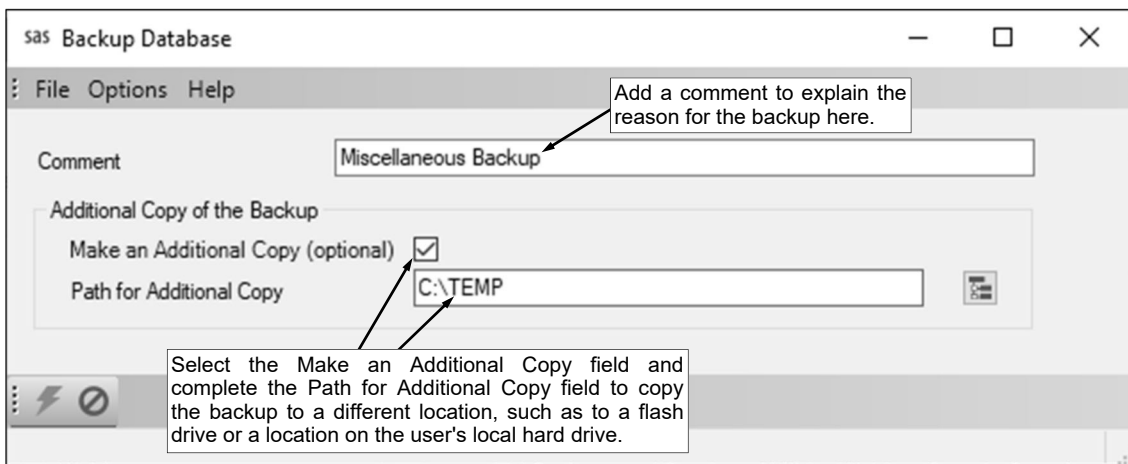 sas Backup Database
File Options Help
Add a comment to explain the
reason for the backup here.
Comment
Miscellaneous Backup
Additional Copy of the Backup
Make an Additional Copy (optional)
Path for Additional Copy
C:\TEMP
Select the Make an Additional Copy field and
complete the Path for Additional Copy field to copy
the backup to a different location, such as to a flash
drive or a location on the user's local hard drive.